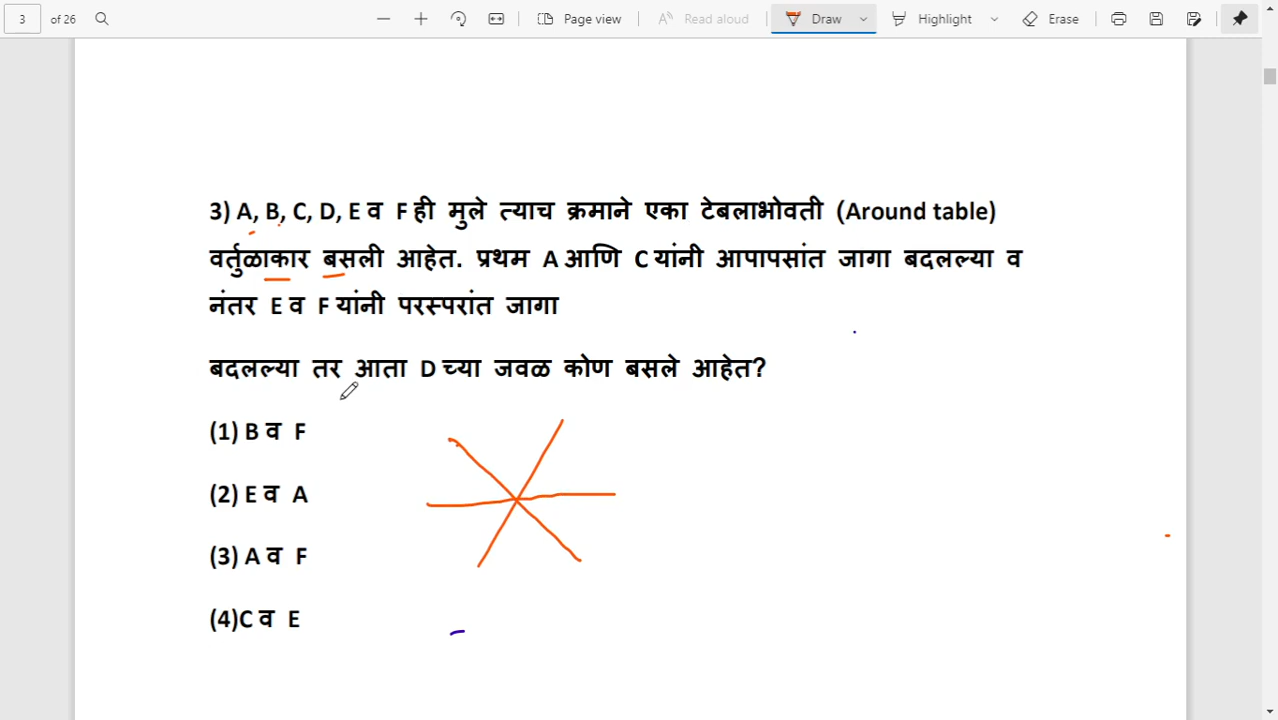 3 of 26 Page view Read aloud Draw Highlight Erase
3) A, B, C, D, E व F ही मुले त्याच क्रमाने एका टेबलाभोवती (Around table)
वर्तुळाकार बसली आहेत. प्रथम A आणि C यांनी आपापसांत जागा बदलल्या व
नंतर E व F यांनी परस्परांत जागा
बदलल्या तर आता D च्या जवळ कोण बसले आहेत?
(1) B व F
(2) E व A
(3) A व F
(4)C व E